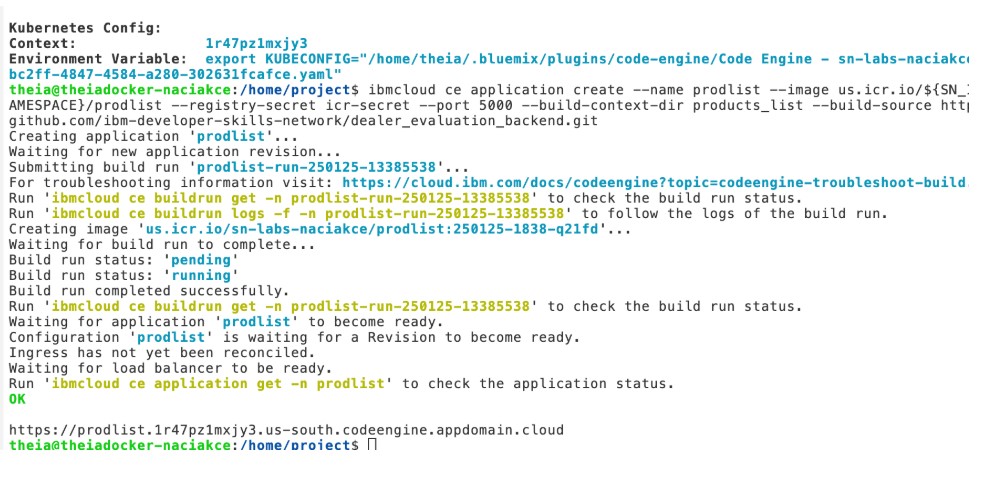 Kubernetes Config:
Context: 1r47pz1mxjy3
Environment Variable: export KUBECONFIG="/home/theia/.bluemix/plugins/code-engine/Code Engine - sn-labs-naciakc
bc2ff-4847-4584-a280-302631fcafce.yaml"
theia@theiadocker-naciakce:/home/project$ ibmcloud ce application create --name prodlist --image us.icr.io/${SN_
AMESPACE}/prodlist --registry-secret icr-secret --port 5000 --build-context-dir products_list --build-source http
github.com/ibm-developer-skills-network/dealer_evaluation_backend.git
Creating application 'prodlist'...
Waiting for new application revision...
Submitting build run 'prodlist-run-250125-13385538'...
For troubleshooting information visit: https://cloud.ibm.com/docs/codeengine?topic=codeengine-troubleshoot-build
Run 'ibmcloud ce buildrun get -n prodlist-run-250125-13385538' to check the build run status.
Run 'ibmcloud ce buildrun logs -f -n prodlist-run-250125-13385538' to follow the logs of the build run.
Creating image 'us.icr.io/sn-labs-naciakce/prodlist:250125-1838-q21fd'...
Waiting for build run to complete...
Build run status: 'pending'
Build run status: 'running'
Build run completed successfully.
Run 'ibmcloud ce buildrun get -n prodlist-run-250125-13385538' to check the build run status.
Waiting for application 'prodlist' to become ready.
Configuration 'prodlist' is waiting for a Revision to become ready.
Ingress has not yet been reconciled.
Waiting for load balancer to be ready.
Run 'ibmcloud ce application get -n prodlist' to check the application status.
OK
https://prodlist.1r47pz1mxjy3.us-south.codeengine.appdomain.cloud
theia@theiadocker-naciakce:/home/project$